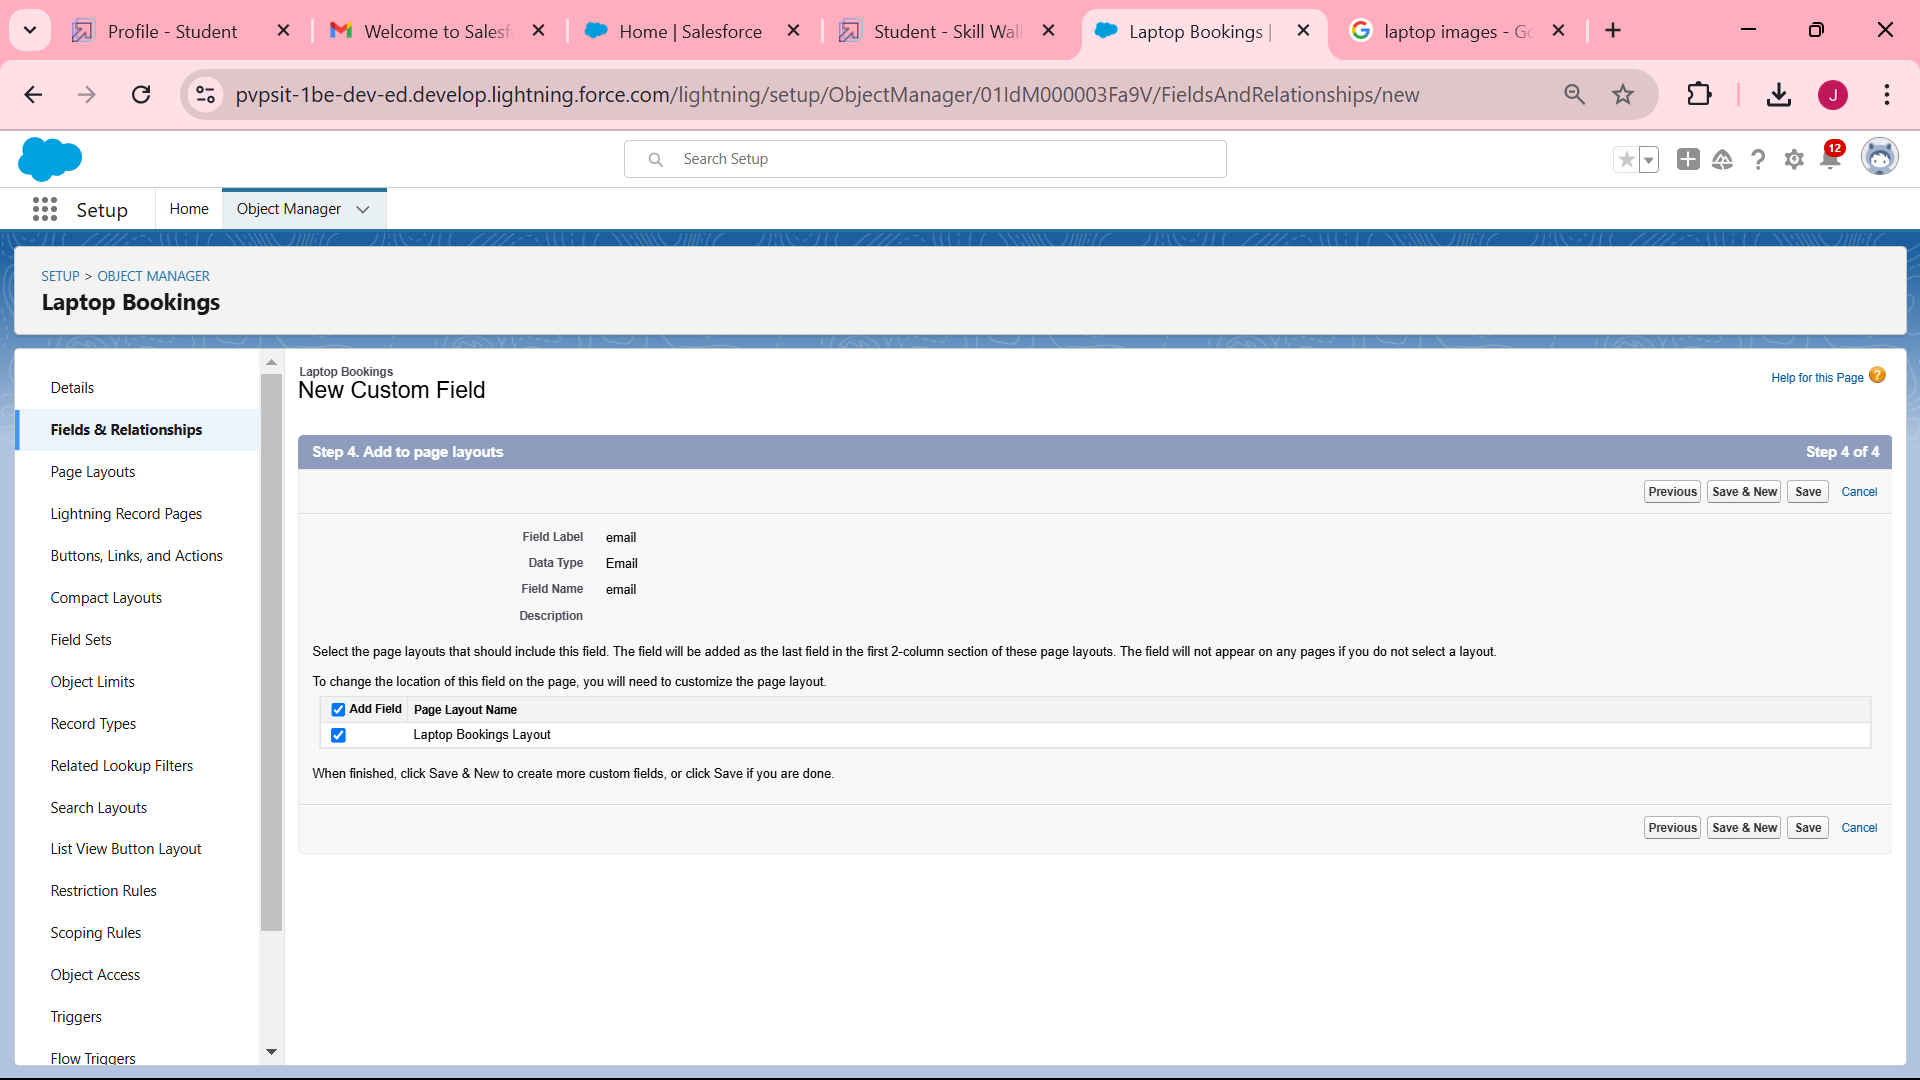 Profile - Student
Welcome to Salesf
Home | Salesforce
Student - Skill Wall
Laptop Bookings |
laptop images - Go
pvpsit-1be-dev-ed.develop.lightning.force.com/lightning/setup/ObjectManager/01IdM000003Fa9V/FieldsAndRelationships/new
J
Search Setup
12
Setup
Home
Object Manager
SETUP > OBJECT MANAGER
Laptop Bookings
Details
Fields & Relationships
Page Layouts
Lightning Record Pages
Buttons, Links, and Actions
Compact Layouts
Field Sets
Object Limits
Record Types
Related Lookup Filters
Search Layouts
List View Button Layout
Restriction Rules
Scoping Rules
Object Access
Triggers
Flow Triggers
Laptop Bookings
New Custom Field
Help for this Page
Step 4. Add to page layouts
Step 4 of 4
Previous Save & New Save Cancel
Field Label email
Data Type Email
Field Name email
Description
Select the page layouts that should include this field. The field will be added as the last field in the first 2-column section of these page layouts. The field will not appear on any pages if you do not select a layout.
To change the location of this field on the page, you will need to customize the page layout.
Add Field Page Layout Name
Laptop Bookings Layout
When finished, click Save & New to create more custom fields, or click Save if you are done.
Previous Save & New Save Cancel